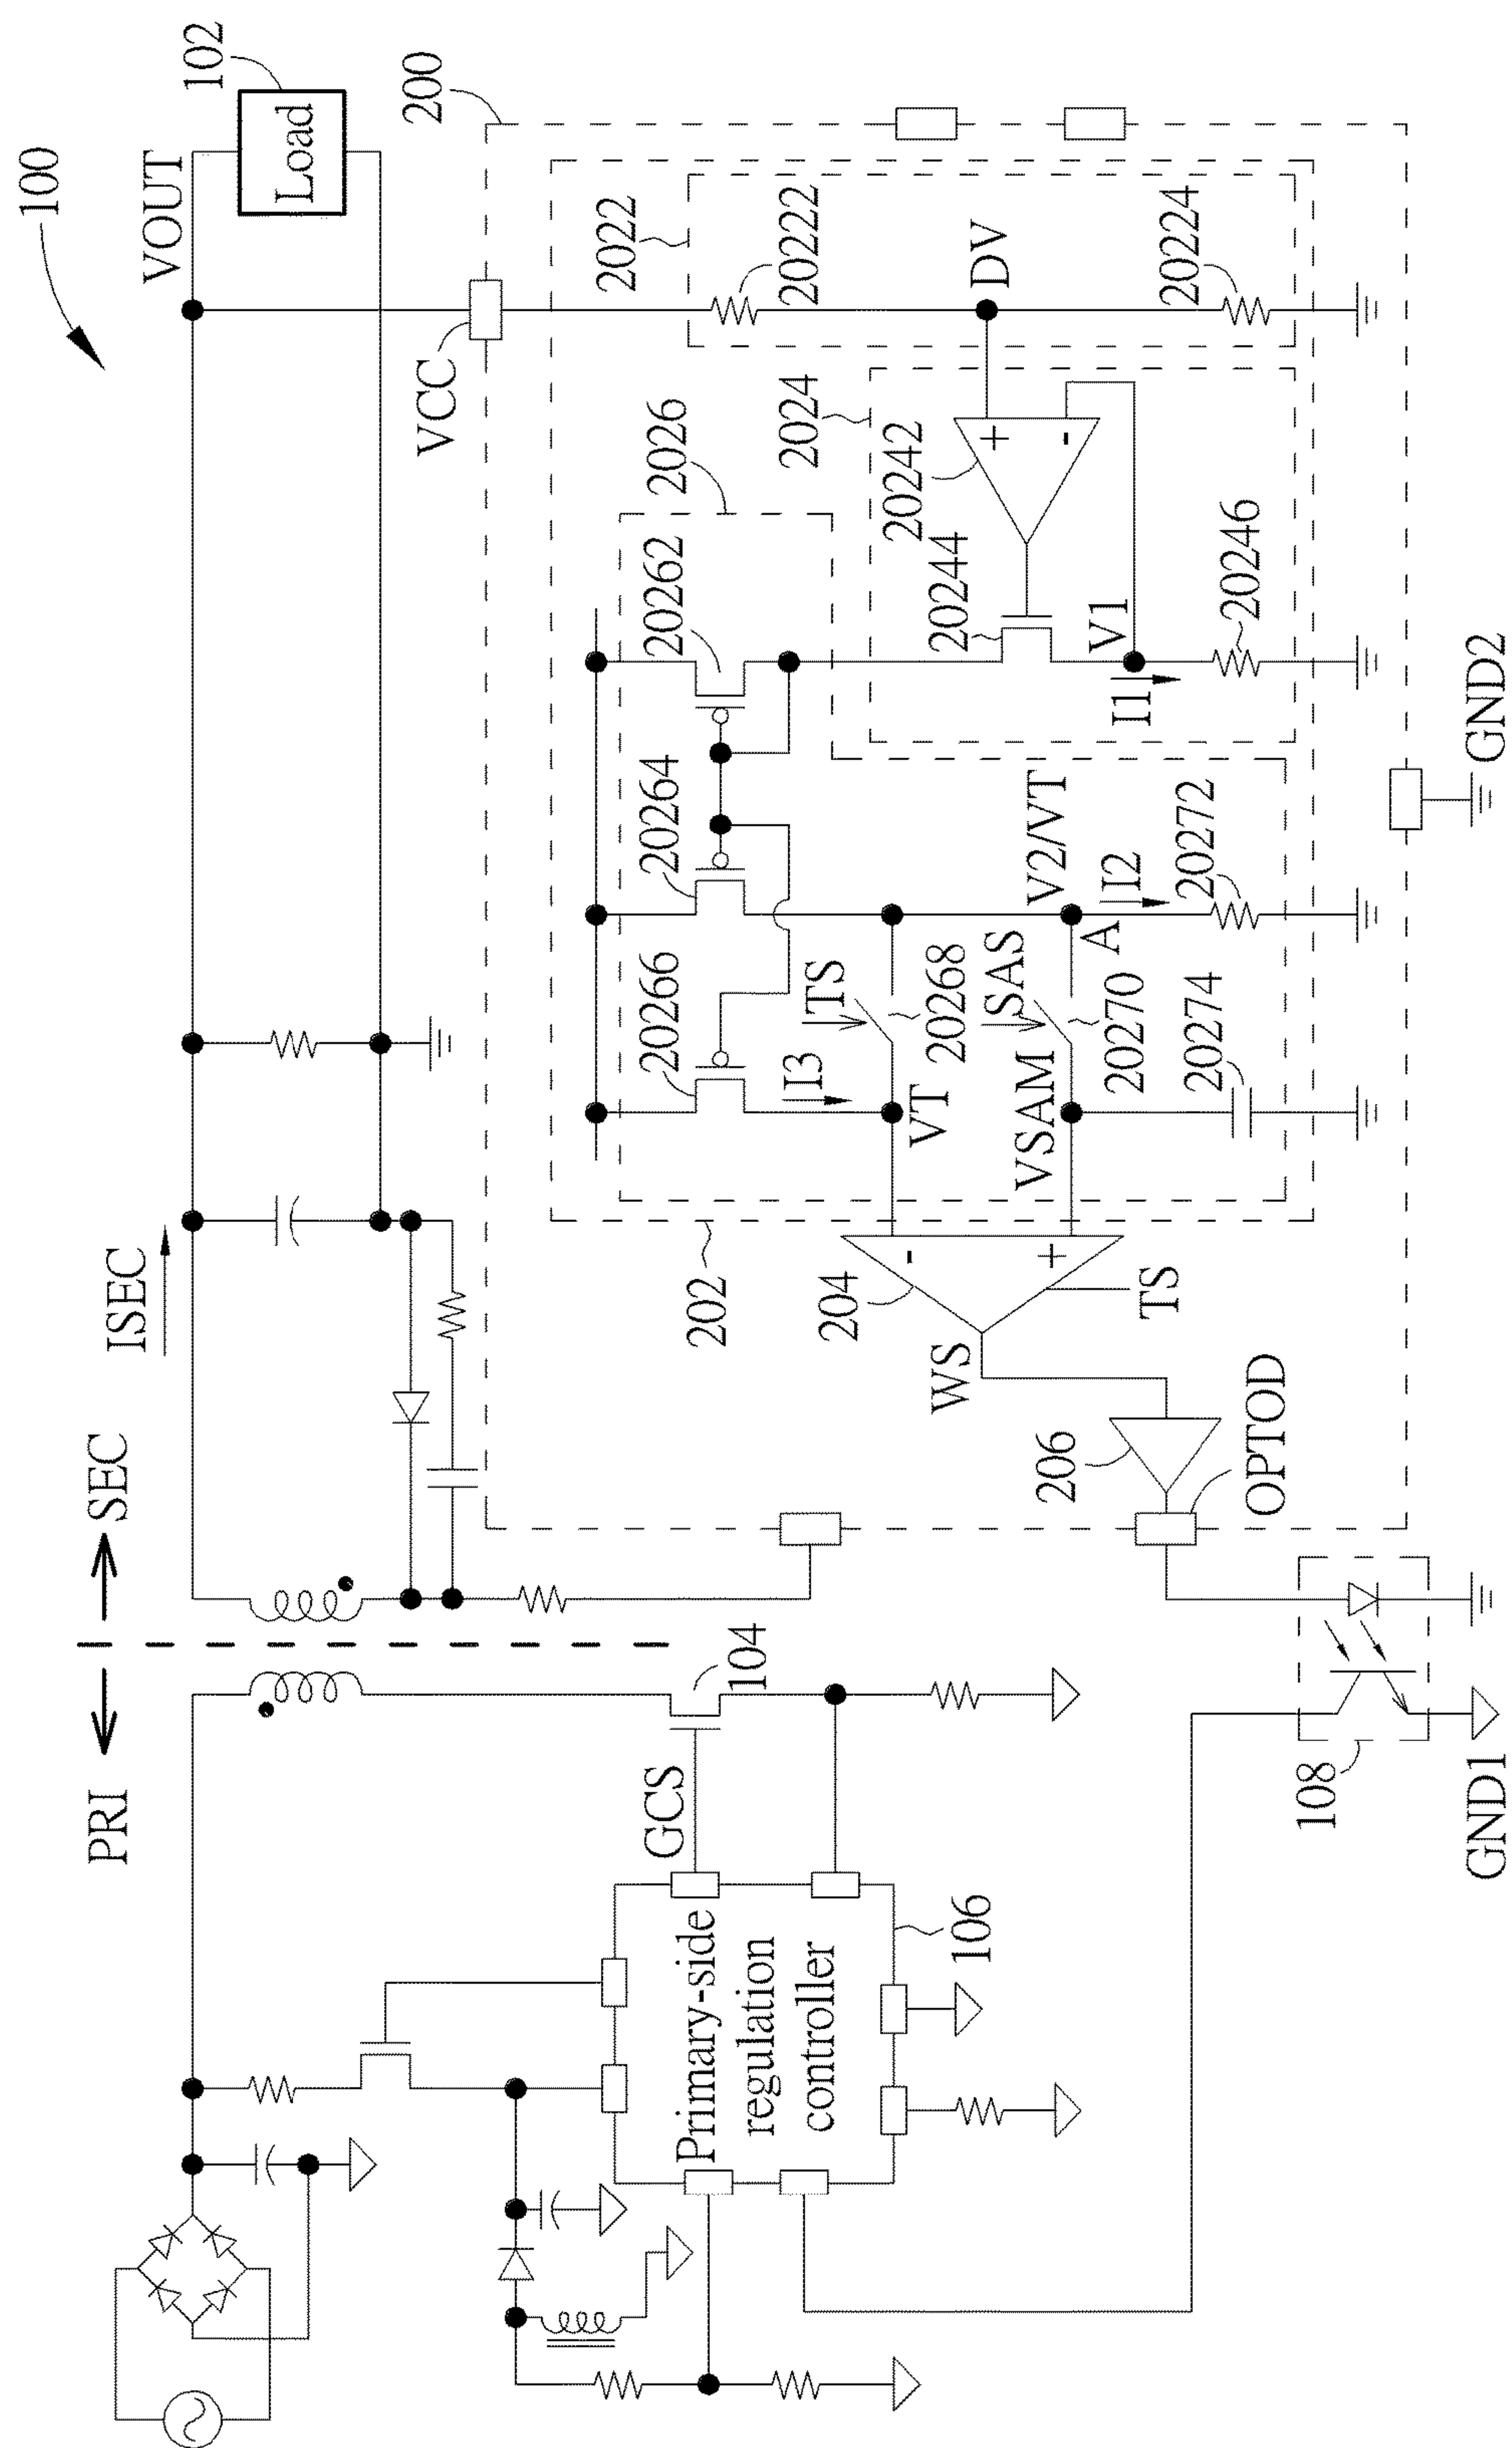 100
PRI
SEC
ISEC
VOUT
102
Load
200
VCC
GCS
104
Primary-side
regulation
controller
106
108
GND1
GND2
OPTOD
206
WS
204
TS
-
+
202
2022
20222
DV
20224
2024
20242
+
-
20244
V1
I1
20246
2026
20262
20264
20266
I3
TS
20268
VT
V2/VT
A
I2
20272
SAS
20270
VSAM
20274